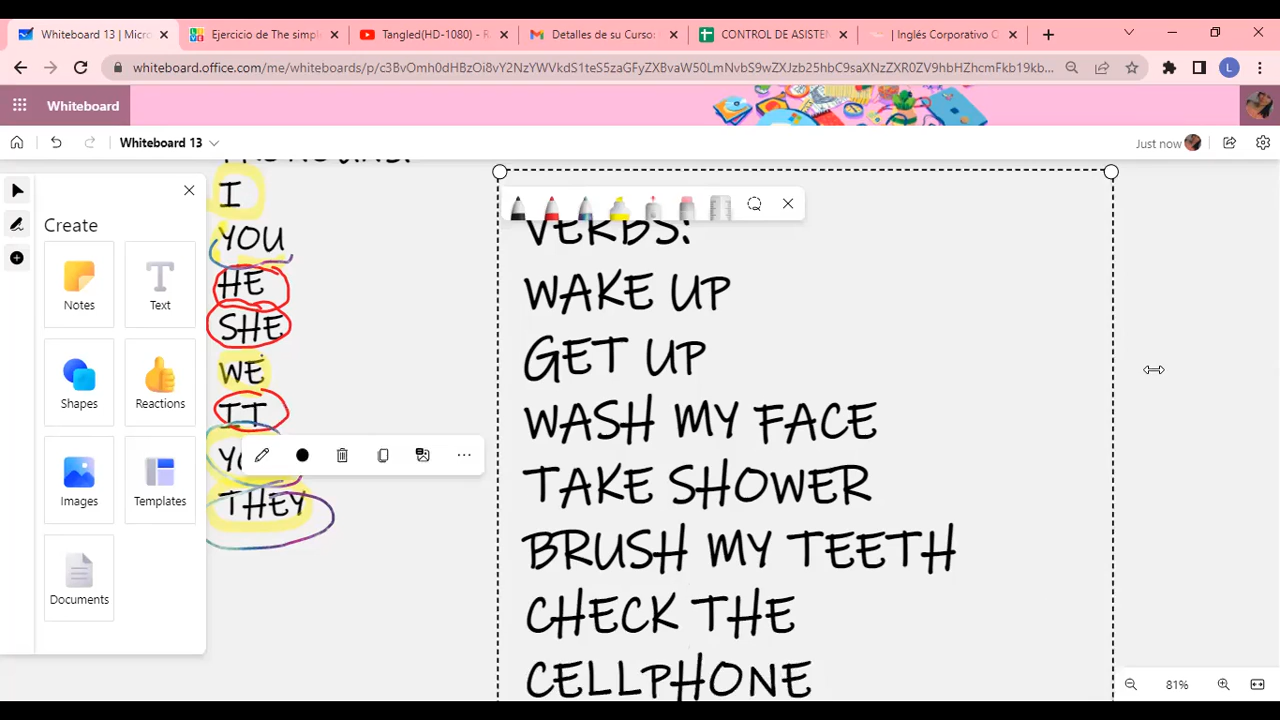 Whiteboard 13 | Micro
Ejercicio de The simpl
Tangled(HD-1080) - R
Detalles de su Curso:
CONTROL DE ASISTEN
| Inglés Corporativo C
Whiteboard
Whiteboard 13
Just now
Create
Notes
Text
Shapes
Reactions
Images
Templates
Documents
I
YOU
HE
SHE
WE
IT
THEY
VERBS:
WAKE UP
GET UP
WASH MY FACE
TAKE SHOWER
BRUSH MY TEETH
CHECK THE
CELLPHONE
81%